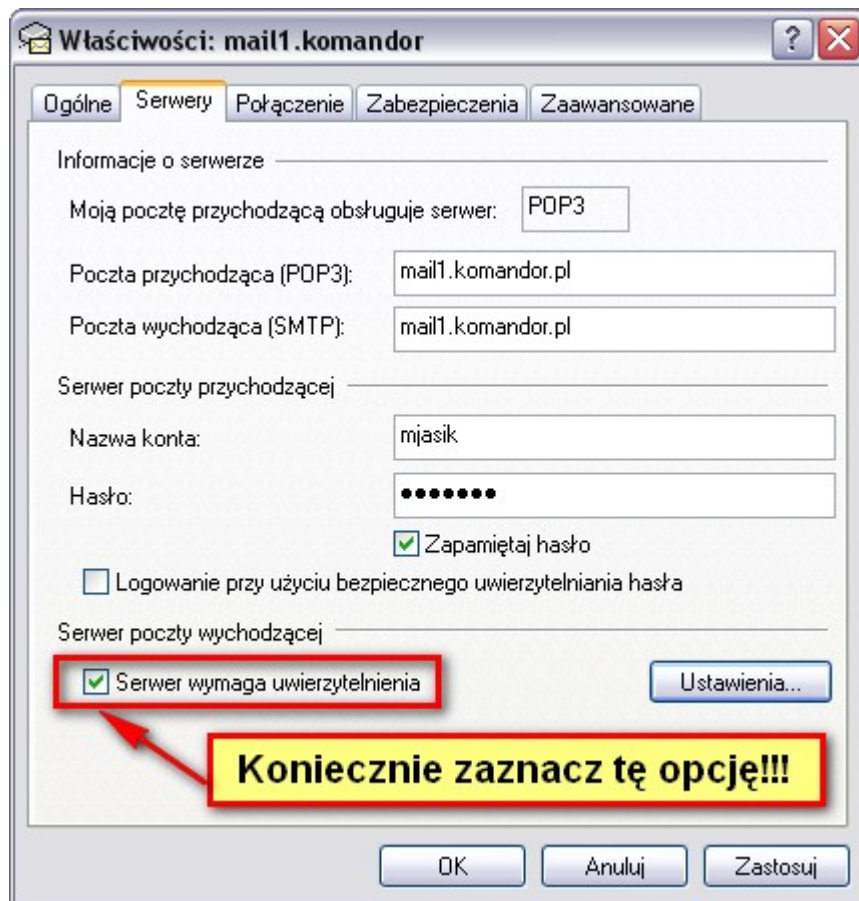 Właściwości: mail1.komandor
Ogólne Serwery Połączenie Zabezpieczenia Zaawansowane
Informacje o serwerze
Moją pocztę przychodzącą obsługuje serwer: POP3
Poczta przychodząca (POP3): mail1.komandor.pl
Poczta wychodząca (SMTP): mail1.komandor.pl
Serwer poczty przychodzącej
Nazwa konta: mjasik
Hasło: •••••••
Zapamiętaj hasło
Logowanie przy użyciu bezpiecznego uwierzytelniania hasła
Serwer poczty wychodzącej
Serwer wymaga uwierzytelnienia Ustawienia...
Koniecznie zaznacz tę opcję!!!
OK Anuluj Zastosuj